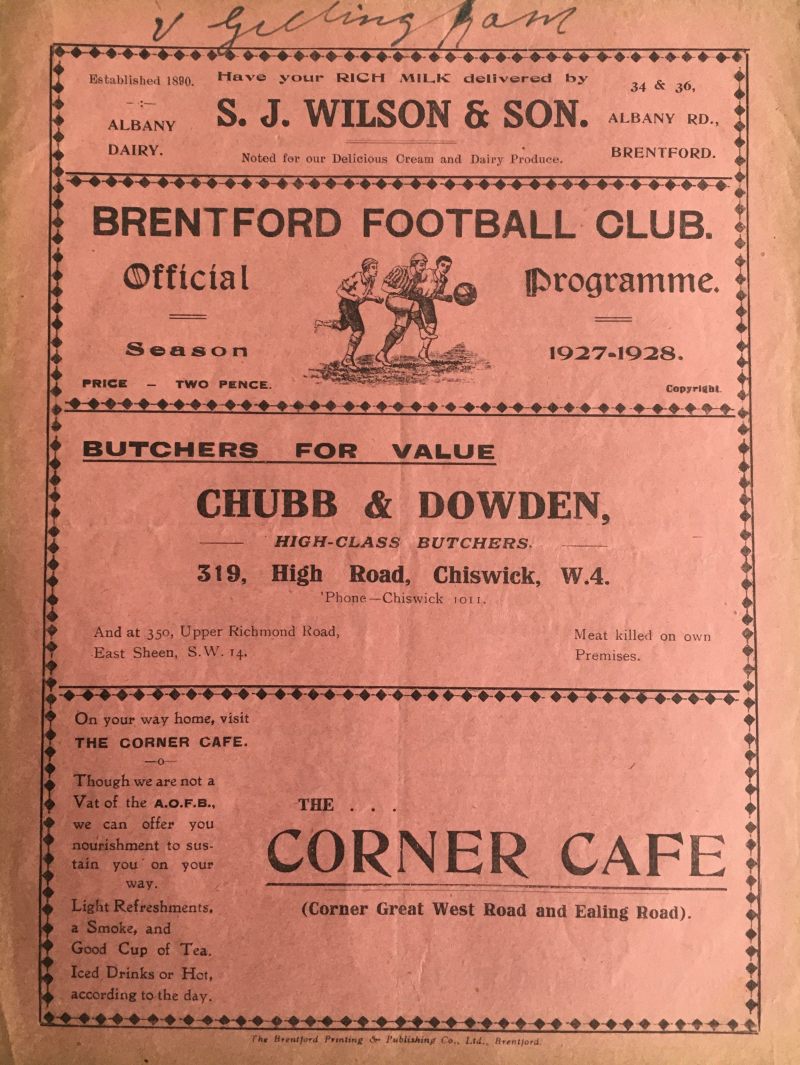 v Gillingham
Established 1890.
-:-
ALBANY
DAIRY.
Have your RICH MILK delivered by
S. J. WILSON & SON.
Noted for our Delicious Cream and Dairy Produce.
34 & 36,
ALBANY RD.,
BRENTFORD.
BRENTFORD FOOTBALL CLUB.
Official Programme.
Season 1927-1928.
PRICE - TWO PENCE.
Copyright.
BUTCHERS FOR VALUE
CHUBB & DOWDEN,
HIGH-CLASS BUTCHERS.
319, High Road, Chiswick, W.4.
'Phone—Chiswick 1011.
And at 350, Upper Richmond Road,
East Sheen, S.W. 14.
Meat killed on own
Premises.
On your way home, visit
THE CORNER CAFE.
—o—
Though we are not a
Vat of the A.O.F.B.,
we can offer you
nourishment to sus-
tain you on your
way.
Light Refreshments,
a Smoke, and
Good Cup of Tea.
Iced Drinks or Hot,
according to the day.
THE . . .
CORNER CAFE
(Corner Great West Road and Ealing Road).
The Brentford Printing & Publishing Co., Ltd., Brentford.